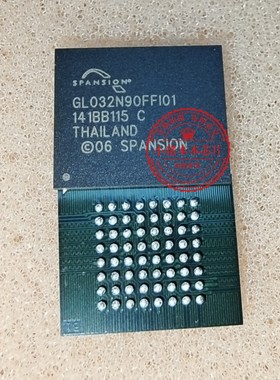 SPANSION
GL032N90FFI01
141BB115 C
THAILAND
©06 SPANSION